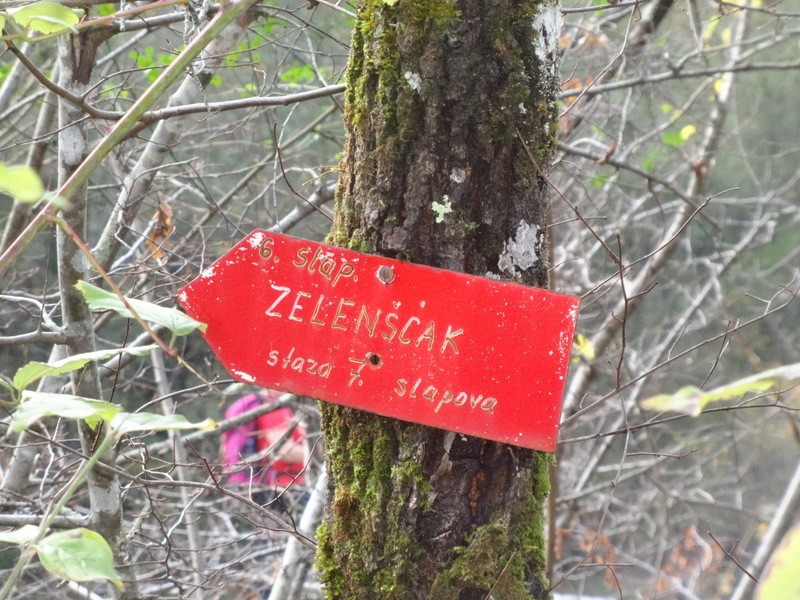 6. slap.
ZELENŠĆAK
staza 7. slapova